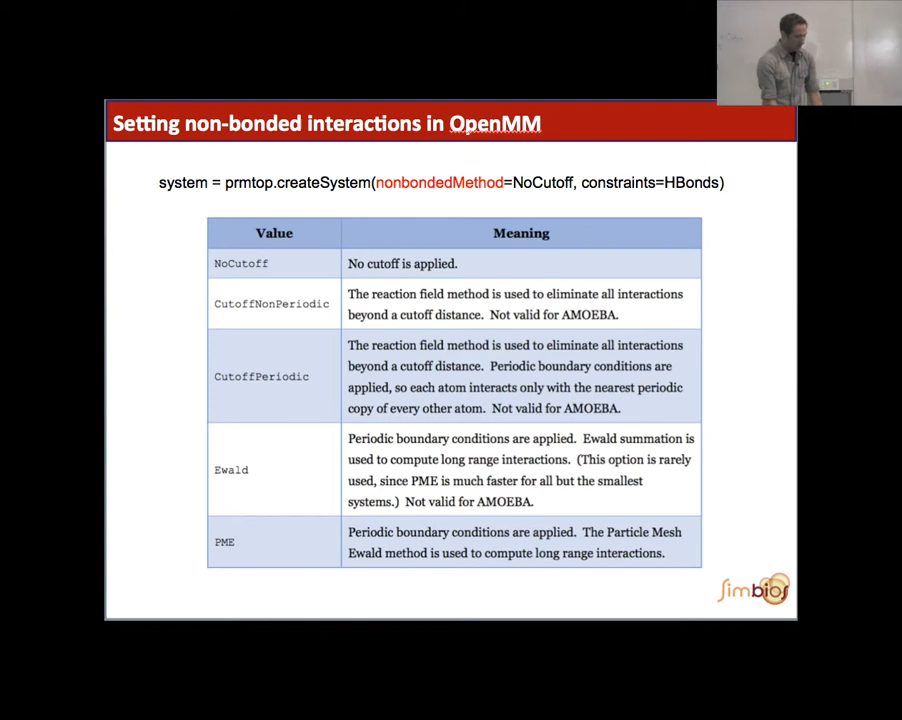 Setting non-bonded interactions in OpenMM
system = prmtop.createSystem(nonbondedMethod=NoCutoff, constraints=HBonds)
Value Meaning
NoCutoff No cutoff is applied.
CutoffNonPeriodic The reaction field method is used to eliminate all interactions
beyond a cutoff distance. Not valid for AMOEBA.
CutoffPeriodic The reaction field method is used to eliminate all interactions
beyond a cutoff distance. Periodic boundary conditions are
applied, so each atom interacts only with the nearest periodic
copy of every other atom. Not valid for AMOEBA.
Ewald Periodic boundary conditions are applied. Ewald summation is
used to compute long range interactions. (This option is rarely
used, since PME is much faster for all but the smallest
systems.) Not valid for AMOEBA.
PME Periodic boundary conditions are applied. The Particle Mesh
Ewald method is used to compute long range interactions.
Simbios